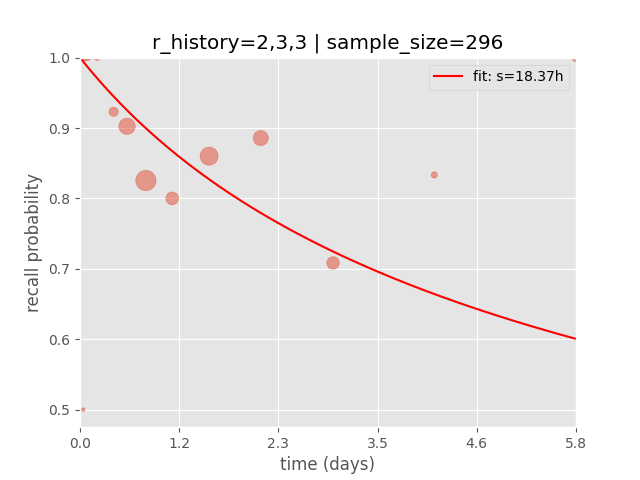 r_history=2,3,3 | sample_size=296
fit: s=18.37h
recall probability
1.0
0.9
0.8
0.7
0.6
0.5
0.0 1.2 2.3 3.5 4.6 5.8
time (days)